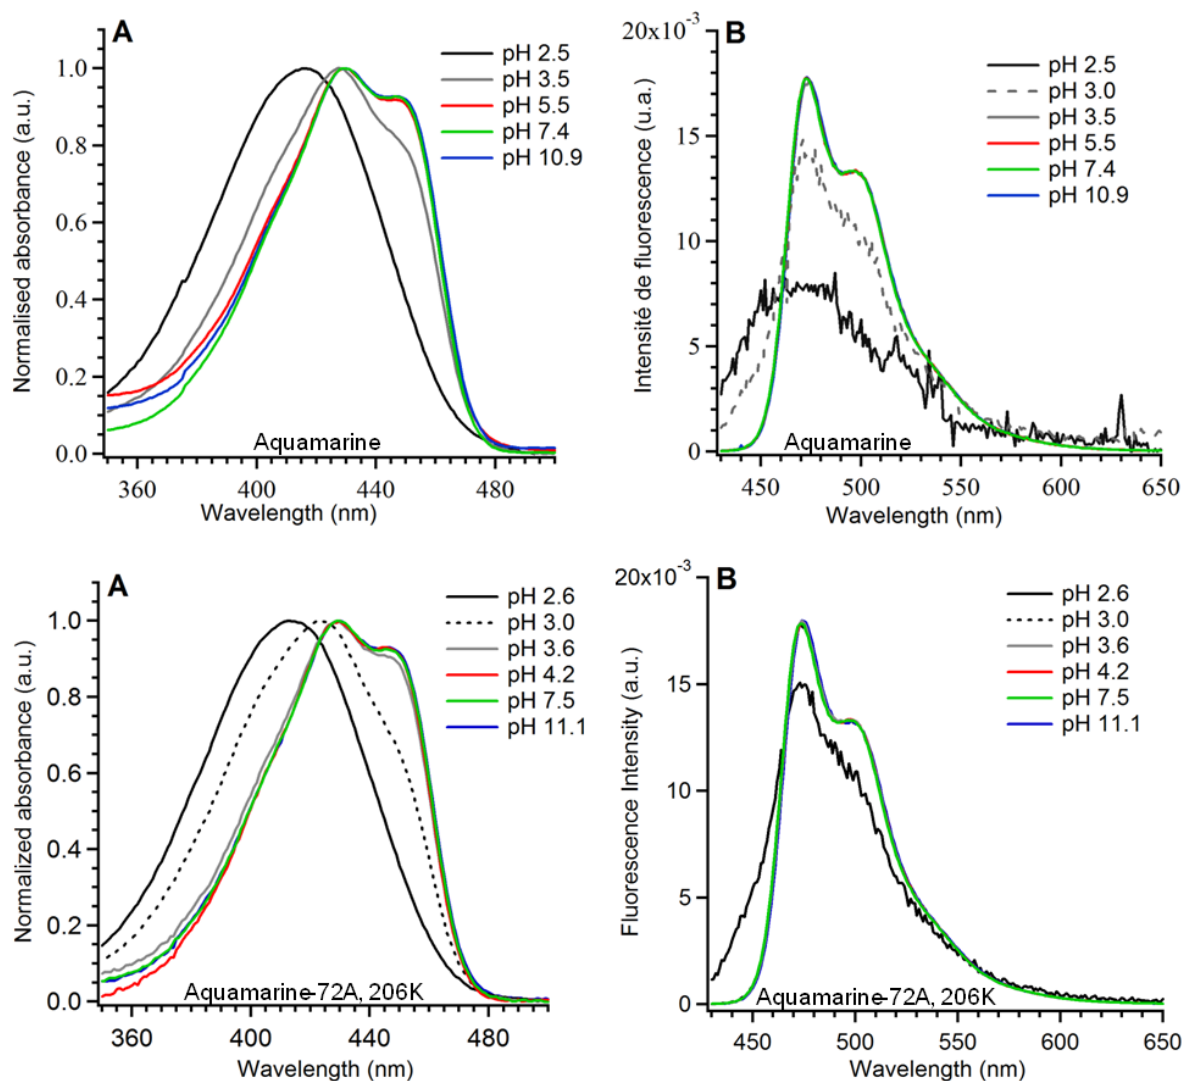 A
Normalised absorbance (a.u.)
1.0
0.8
0.6
0.4
0.2
0.0
pH 2.5
pH 3.5
pH 5.5
pH 7.4
pH 10.9
Aquamarine
360 400 440 480
Wavelength (nm)
B
Intensité de fluorescence (u.a.)
20x10-3
15
10
5
0
pH 2.5
pH 3.0
pH 3.5
pH 5.5
pH 7.4
pH 10.9
Aquamarine
450 500 550 600 650
Wavelength (nm)
A
Normalized absorbance (a.u.)
1.0
0.8
0.6
0.4
0.2
0.0
pH 2.6
pH 3.0
pH 3.6
pH 4.2
pH 7.5
pH 11.1
Aquamarine-72A, 206K
360 400 440 480
Wavelength (nm)
B
Fluorescence Intensity (a.u.)
20x10-3
15
10
5
0
pH 2.6
pH 3.0
pH 3.6
pH 4.2
pH 7.5
pH 11.1
Aquamarine-72A, 206K
450 500 550 600 650
Wavelength (nm)